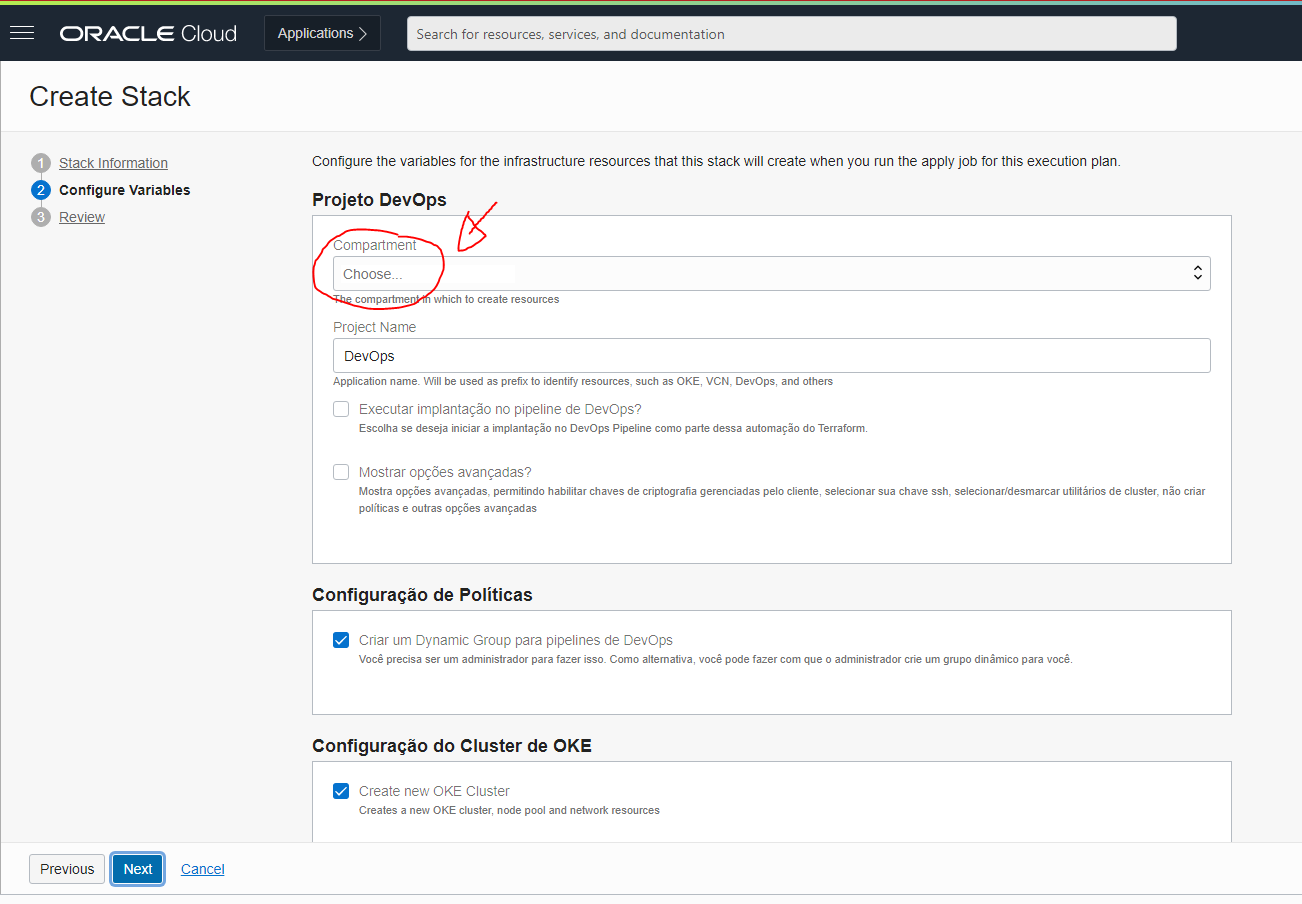 ORACLE Cloud
Applications
Search for resources, services, and documentation
Create Stack
1 Stack Information
2 Configure Variables
3 Review
Configure the variables for the infrastructure resources that this stack will create when you run the apply job for this execution plan.
Projeto DevOps
Compartment
Choose...
The compartment in which to create resources
Project Name
DevOps
Application name. Will be used as prefix to identify resources, such as OKE, VCN, DevOps, and others
Executar implantação no pipeline de DevOps?
Escolha se deseja iniciar a implantação no DevOps Pipeline como parte dessa automação do Terraform.
Mostrar opções avançadas?
Mostra opções avançadas, permitindo habilitar chaves de criptografia gerenciadas pelo cliente, selecionar sua chave ssh, selecionar/desmarcar utilitários de cluster, não criar
políticas e outras opções avançadas
Configuração de Políticas
Criar um Dynamic Group para pipelines de DevOps
Você precisa ser um administrador para fazer isso. Como alternativa, você pode fazer com que o administrador crie um grupo dinâmico para você.
Configuração do Cluster de OKE
Create new OKE Cluster
Creates a new OKE cluster, node pool and network resources
Previous Next Cancel